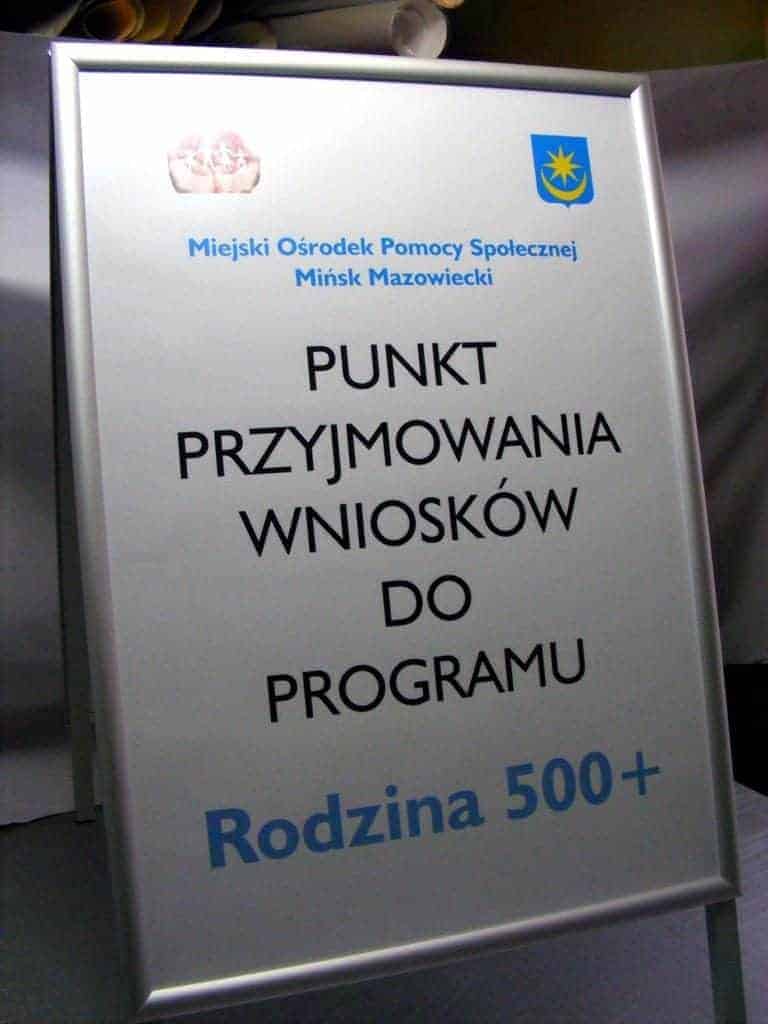 Miejski Ośrodek Pomocy Społecznej
Mińsk Mazowiecki
PUNKT
PRZYJMOWANIA
WNIOSKÓW
DO
PROGRAMU
Rodzina 500+